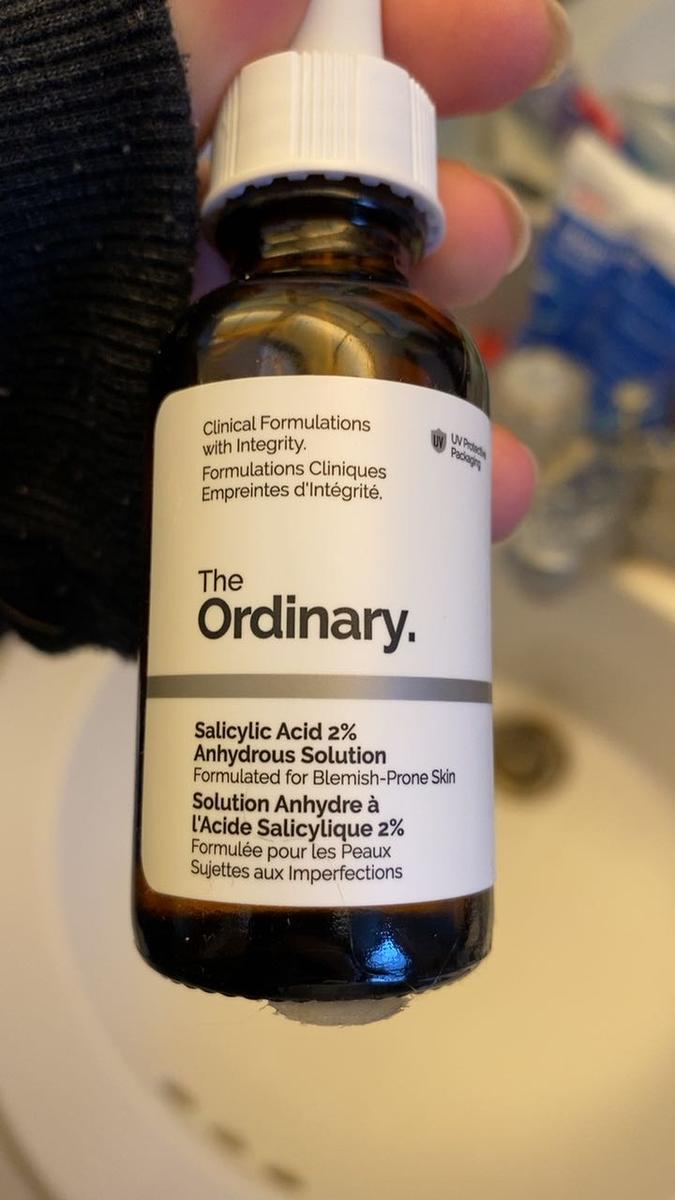 Clinical Formulations
with Integrity.
Formulations Cliniques
Empreintes d'Intégrité.
UV
UV Protective
Packaging
The
Ordinary.
Salicylic Acid 2%
Anhydrous Solution
Formulated for Blemish-Prone Skin
Solution Anhydre à
l'Acide Salicylique 2%
Formulée pour les Peaux
Sujettes aux Imperfections